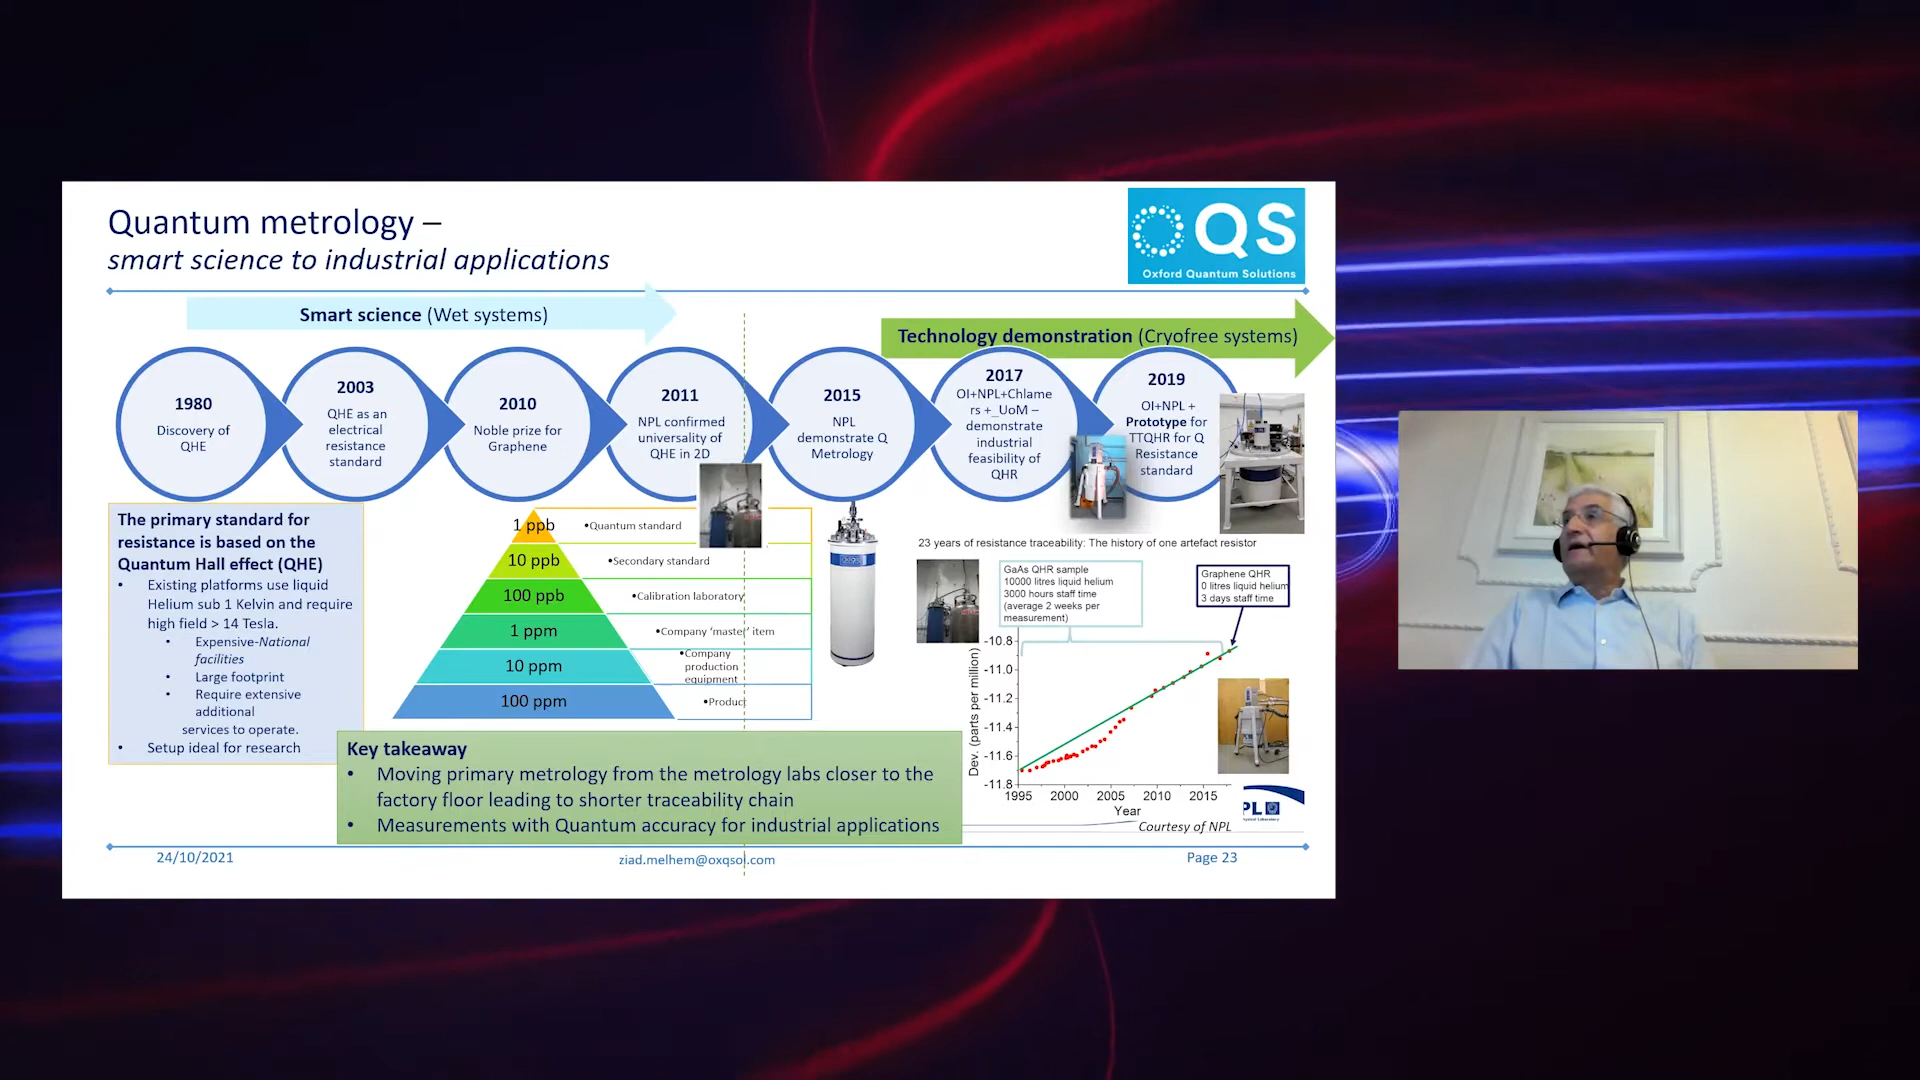 Quantum metrology –
smart science to industrial applications
QS
Oxford Quantum Solutions
Smart science (Wet systems)
Technology demonstration (Cryofree systems)
1980
Discovery of
QHE
2003
QHE as an
electrical
resistance
standard
2010
Noble prize for
Graphene
2011
NPL confirmed
universality of
QHE in 2D
2015
NPL
demonstrate Q
Metrology
2017
OI+NPL+Chlame
rs +_UoM –
demonstrate
industrial
feasibility of
QHR
2019
OI+NPL +
Prototype for
TTQHR for Q
Resistance
standard
The primary standard for
resistance is based on the
Quantum Hall effect (QHE)
• Existing platforms use liquid
Helium sub 1 Kelvin and require
high field > 14 Tesla.
• Expensive-National
facilities
• Large footprint
• Require extensive
additional
services to operate.
• Setup ideal for research
1 ppb •Quantum standard
10 ppb •Secondary standard
100 ppb •Calibration laboratory
1 ppm •Company 'master' item
10 ppm •Company
production
equipment
100 ppm •Product
23 years of resistance traceability: The history of one artefact resistor
GaAs QHR sample
10000 litres liquid helium
3000 hours staff time
(average 2 weeks per
measurement)
Graphene QHR
0 litres liquid helium
3 days staff time
Dev. (parts per million)
-10.8
-11.0
-11.2
-11.4
-11.6
-11.8
1995 2000 2005 2010 2015
Year
PL
Courtesy of NPL
Key takeaway
• Moving primary metrology from the metrology labs closer to the
factory floor leading to shorter traceability chain
• Measurements with Quantum accuracy for industrial applications
24/10/2021
ziad.melhem@oxqsol.com
Page 23